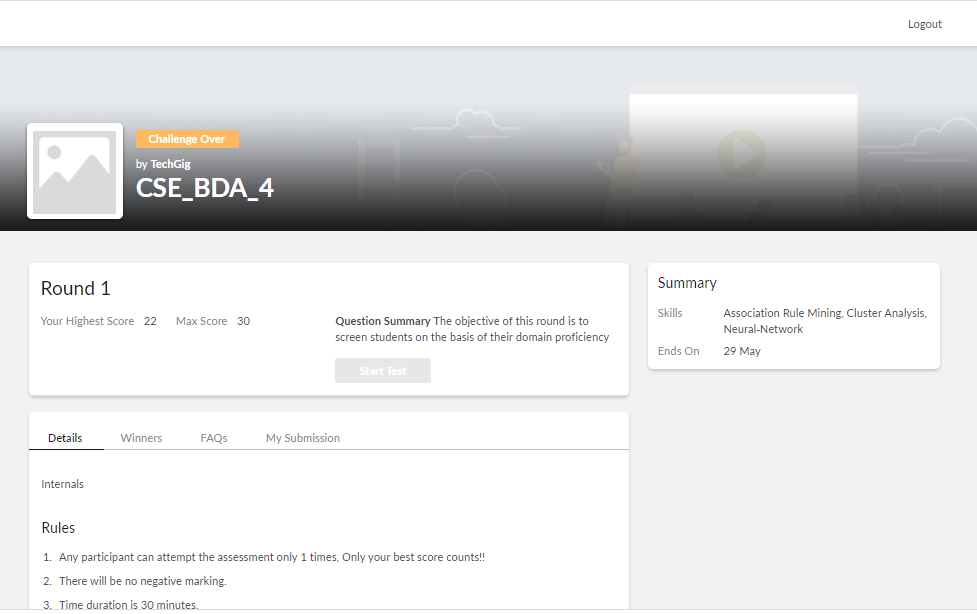 Logout
Challenge Over
by TechGig
CSE_BDA_4
Round 1
Your Highest Score 22 Max Score 30
Question Summary The objective of this round is to
screen students on the basis of their domain proficiency
Start Test
Summary
Skills Association Rule Mining, Cluster Analysis,
Neural-Network
Ends On 29 May
Details Winners FAQs My Submission
Internals
Rules
1. Any participant can attempt the assessment only 1 times, Only your best score counts!!
2. There will be no negative marking.
3. Time duration is 30 minutes.